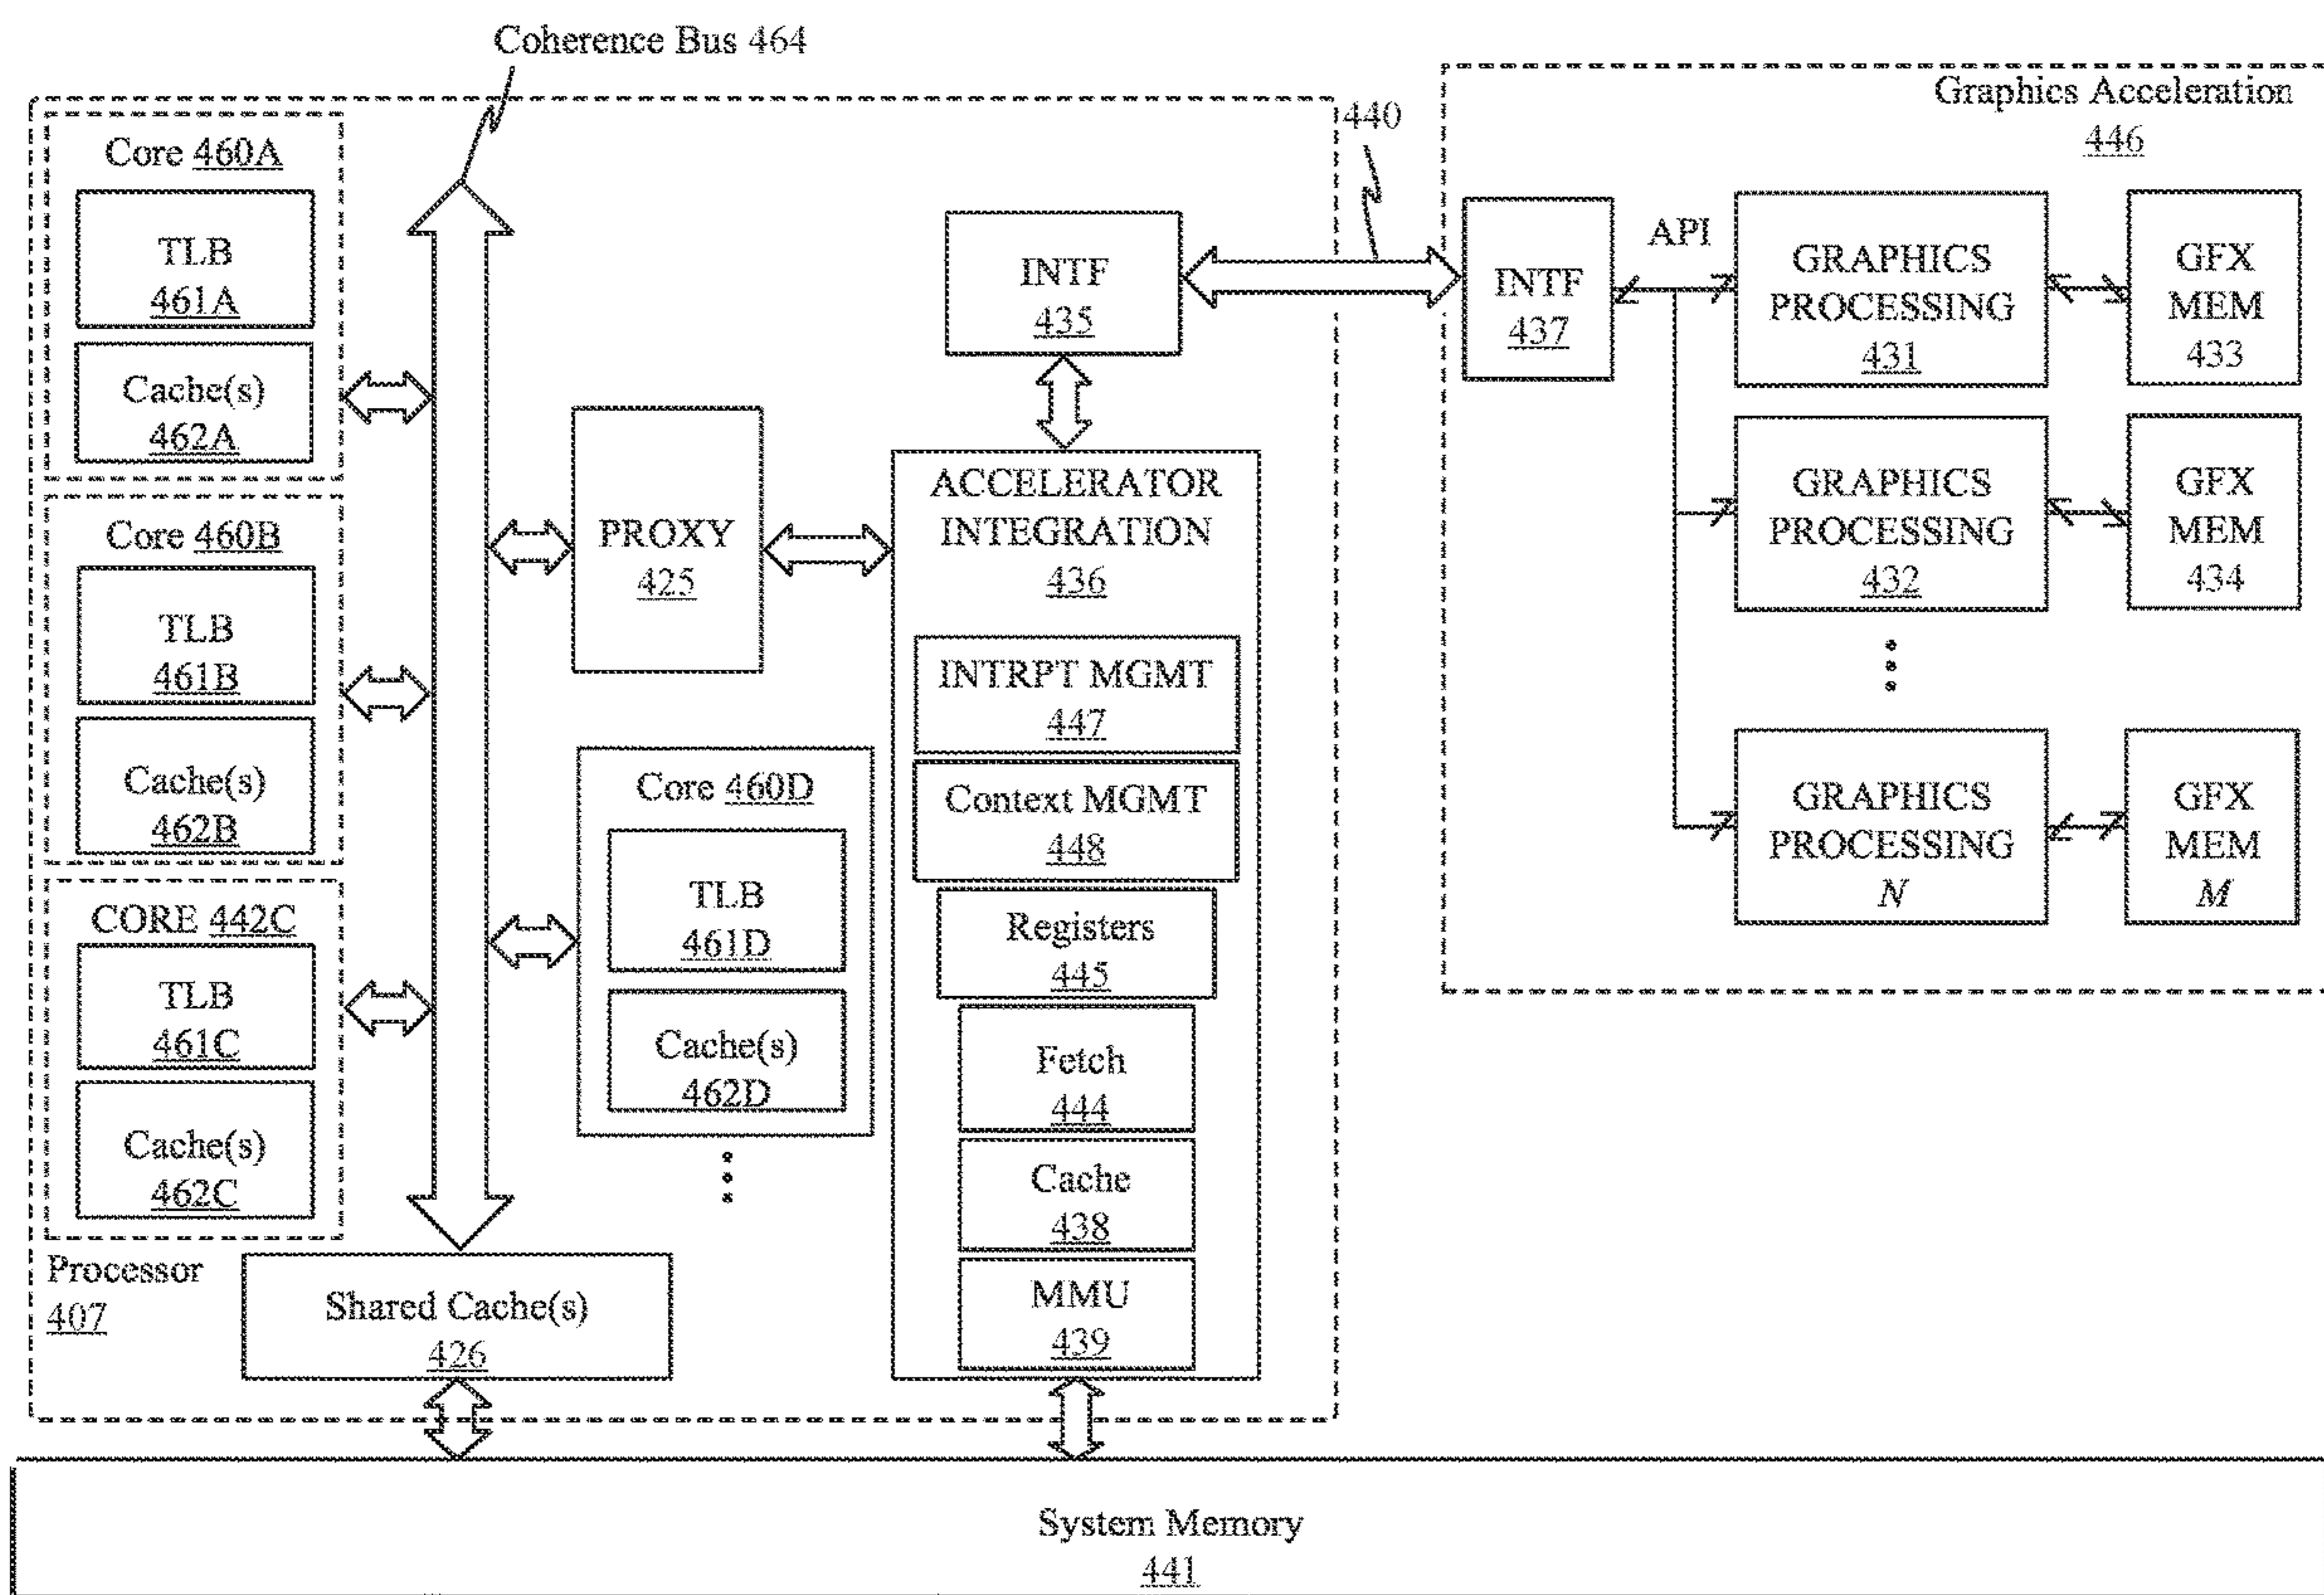 Coherence Bus 464
Core 460A
TLB
461A
Cache(s)
462A
Core 460B
TLB
461B
Cache(s)
462B
CORE 442C
TLB
461C
Cache(s)
462C
Processor
407
Shared Cache(s)
426
PROXY
425
Core 460D
TLB
461D
Cache(s)
462D
INTF
435
ACCELERATOR
INTEGRATION
436
INTRPT MGMT
447
Context MGMT
448
Registers
445
Fetch
444
Cache
438
MMU
439
440
Graphics Acceleration
446
INTF
437
API
GRAPHICS
PROCESSING
431
GFX
MEM
433
GRAPHICS
PROCESSING
432
GFX
MEM
434
GRAPHICS
PROCESSING
N
GFX
MEM
M
System Memory
441